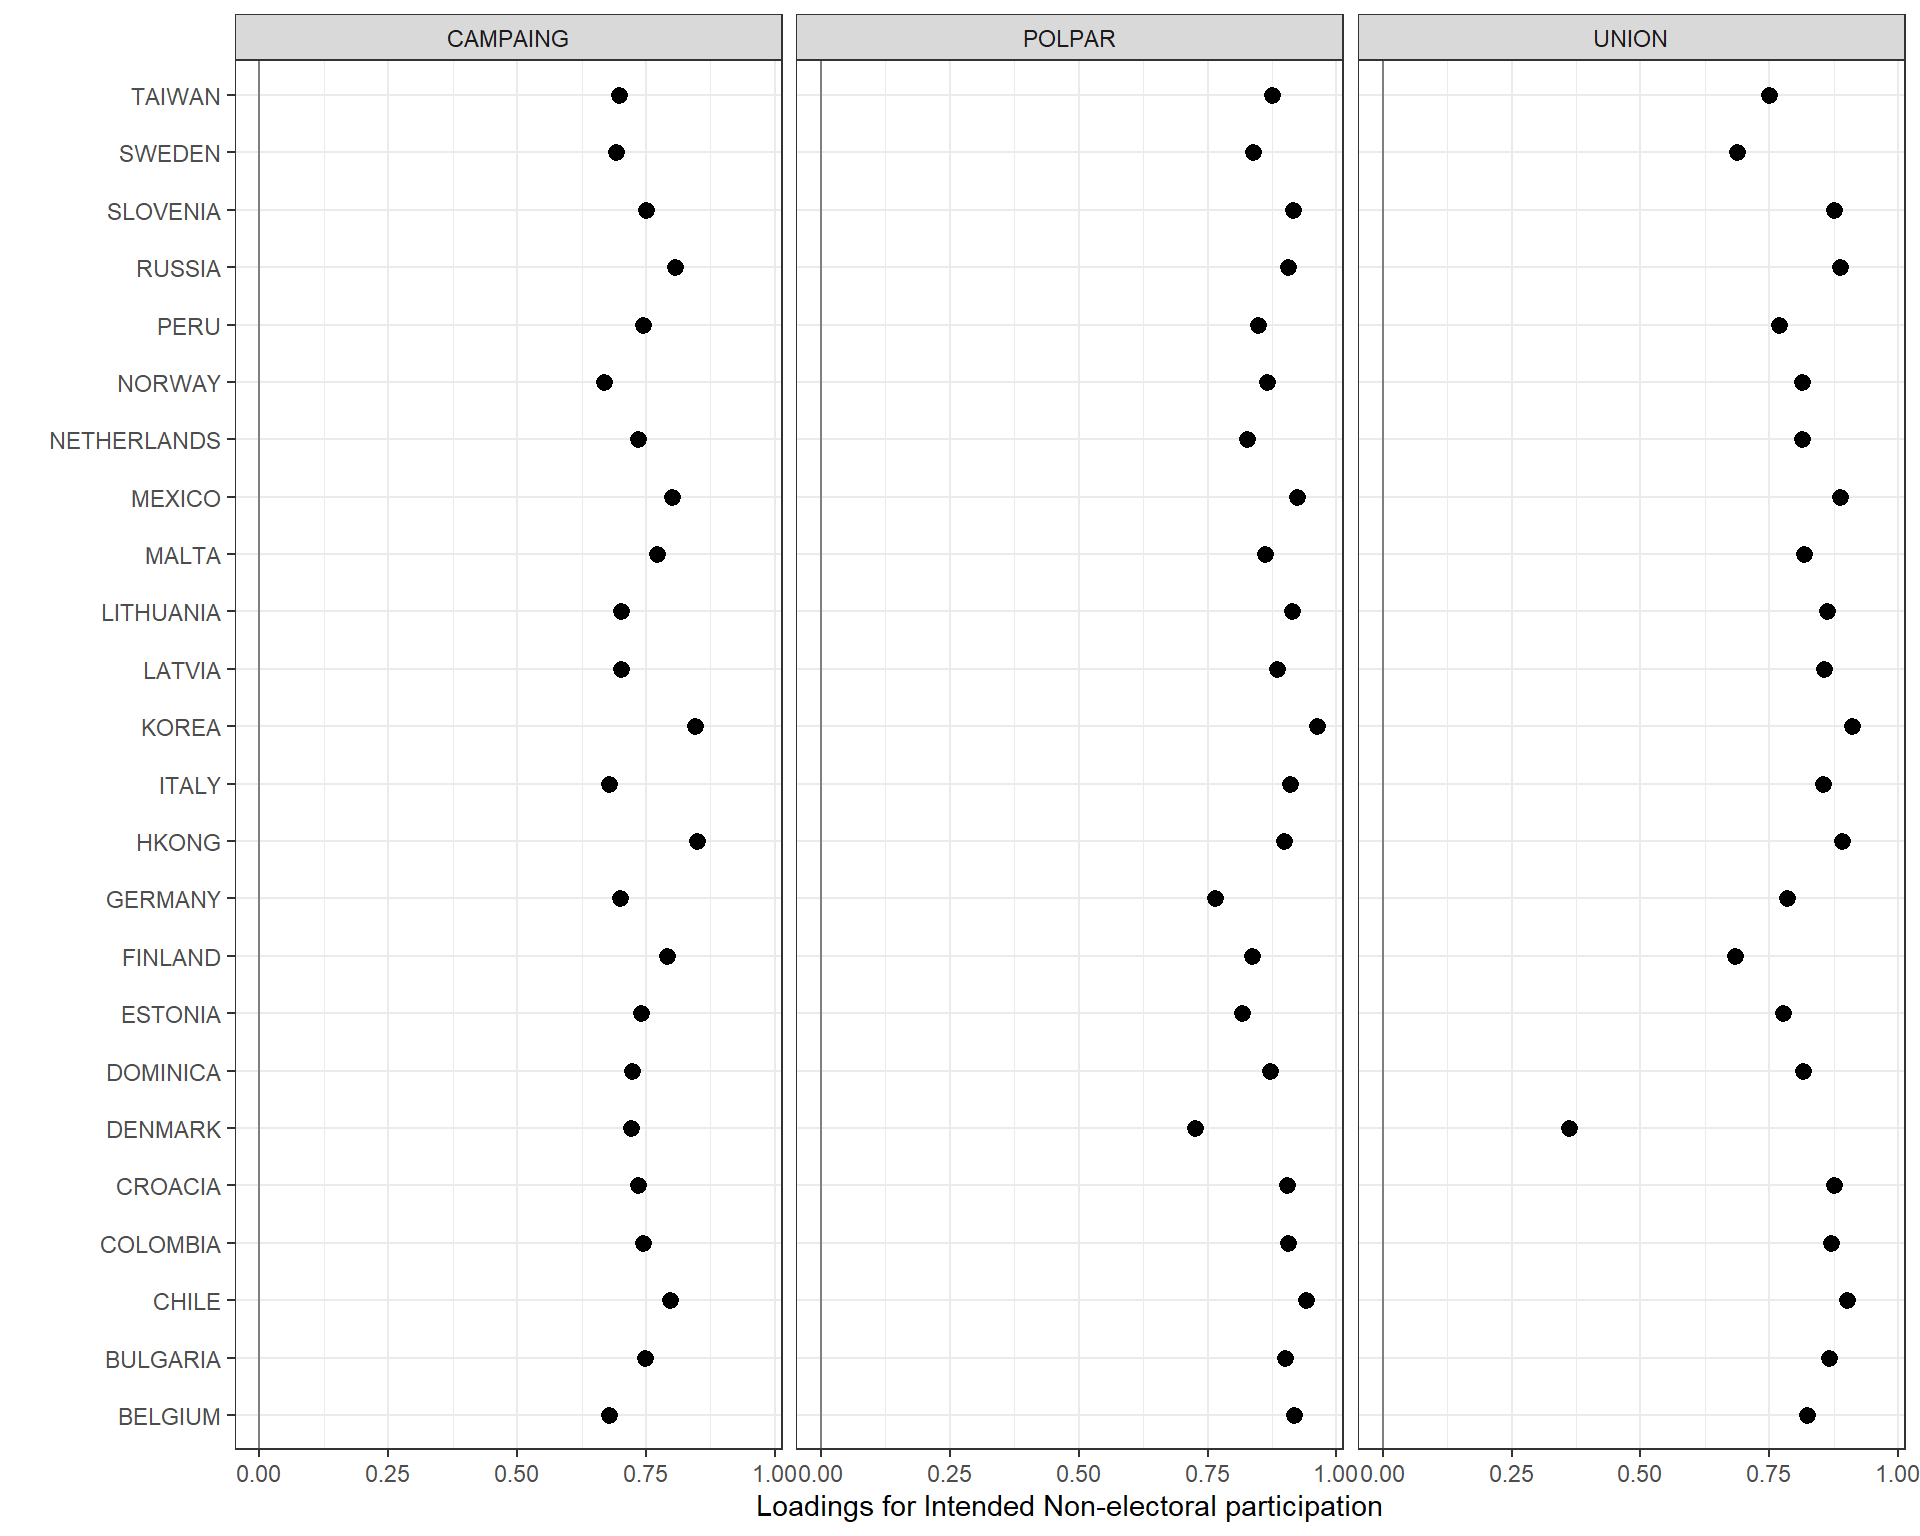 CAMPAING POLPAR UNION
TAIWAN
SWEDEN
SLOVENIA
RUSSIA
PERU
NORWAY
NETHERLANDS
MEXICO
MALTA
LITHUANIA
LATVIA
KOREA
ITALY
HKONG
GERMANY
FINLAND
ESTONIA
DOMINICA
DENMARK
CROACIA
COLOMBIA
CHILE
BULGARIA
BELGIUM
0.00 0.25 0.50 0.75 1.00 0.00 0.25 0.50 0.75 1.00 0.00 0.25 0.50 0.75 1.00
Loadings for Intended Non-electoral participation